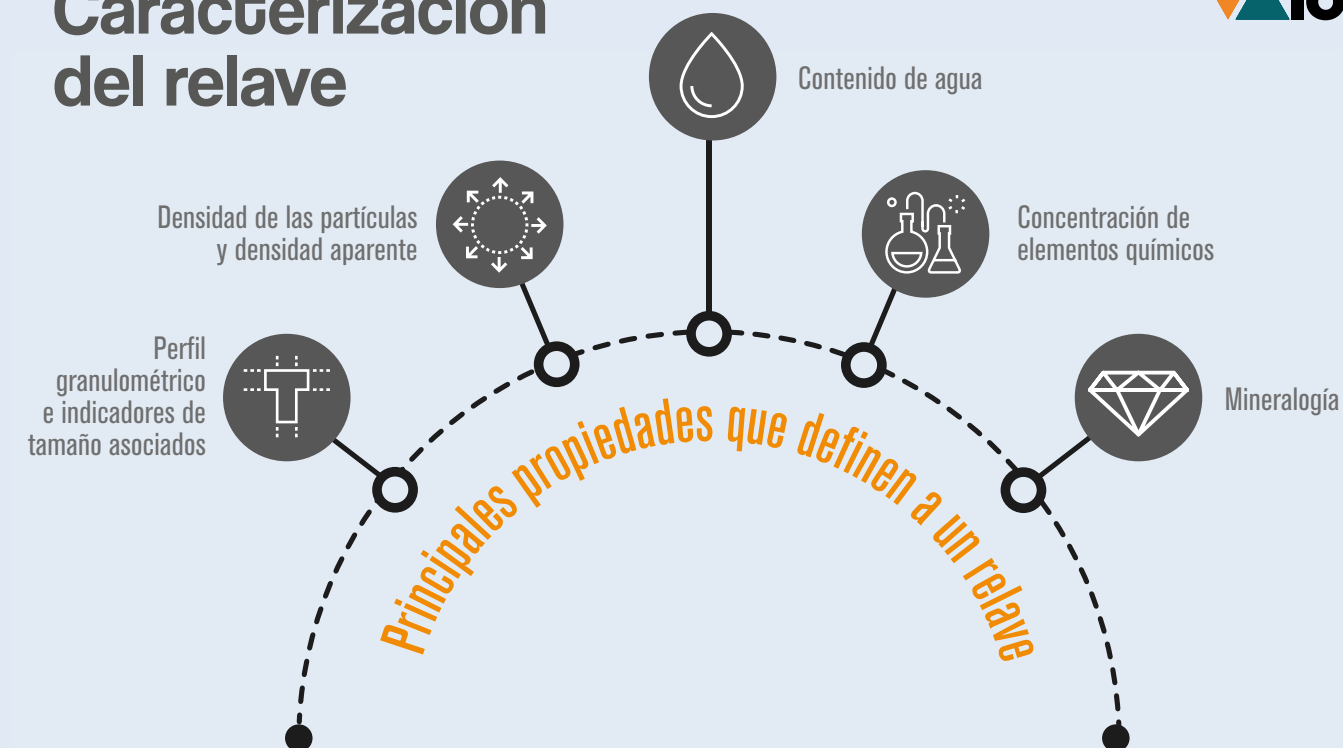 Caracterización
del relave
Contenido de agua
Densidad de las partículas
y densidad aparente
Concentración de
elementos químicos
Perfil
granulométrico
e indicadores de
tamaño asociados
Mineralogía
Principales propiedades que definen a un relave